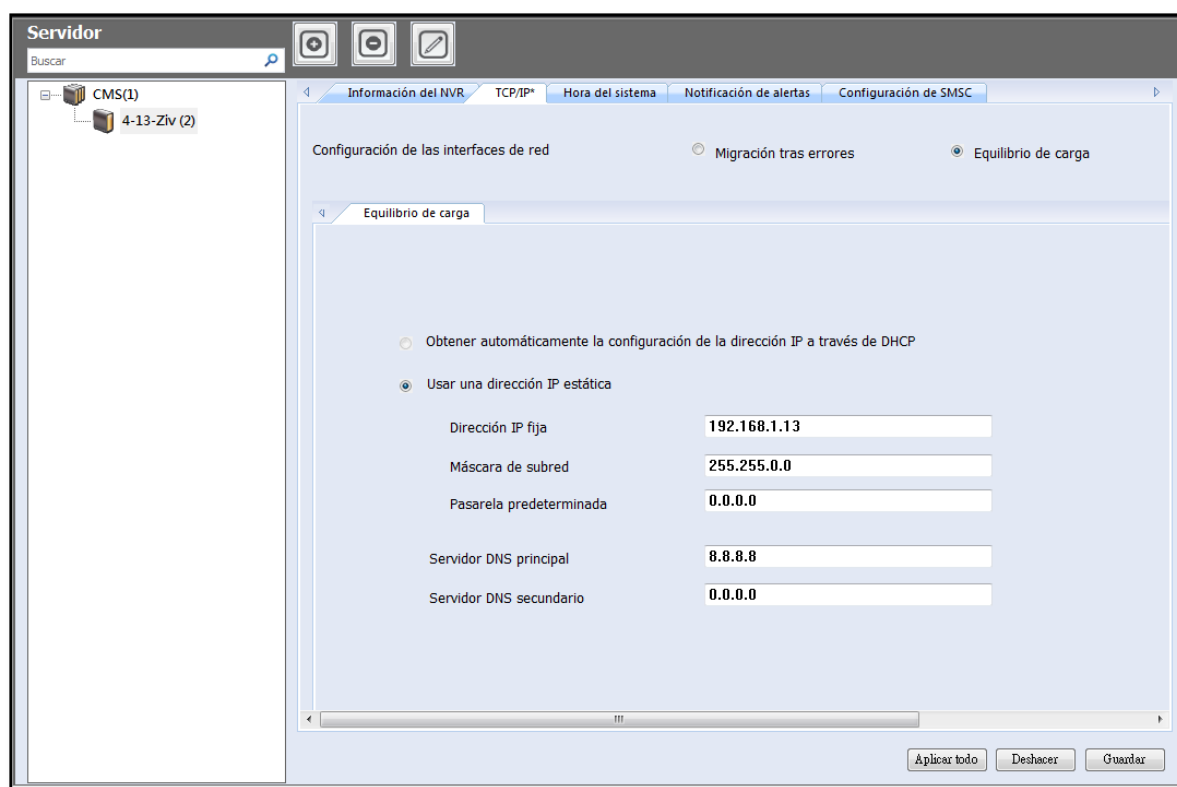 Servidor
Buscar
CMS(1)
4-13-Ziv (2)
Información del NVR TCP/IP* Hora del sistema Notificación de alertas Configuración de SMSC
Configuración de las interfaces de red Migración tras errores Equilibrio de carga
Equilibrio de carga
Obtener automáticamente la configuración de la dirección IP a través de DHCP
Usar una dirección IP estática
Dirección IP fija 192.168.1.13
Máscara de subred 255.255.0.0
Pasarela predeterminada 0.0.0.0
Servidor DNS principal 8.8.8.8
Servidor DNS secundario 0.0.0.0
Aplicar todo Deshacer Guardar